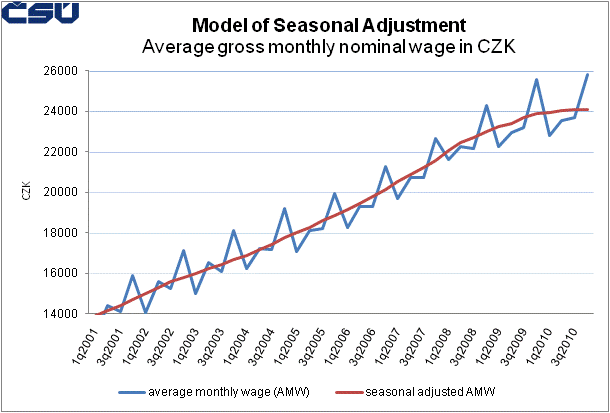 ČSÚ
Model of Seasonal Adjustment
Average gross monthly nominal wage in CZK
26000
24000
22000
20000
18000
16000
14000
CZK
1q2001
3q2001
1q2002
3q2002
1q2003
3q2003
1q2004
3q2004
1q2005
3q2005
1q2006
3q2006
1q2007
3q2007
1q2008
3q2008
1q2009
3q2009
1q2010
3q2010
average monthly wage (AMW)
seasonal adjusted AMW